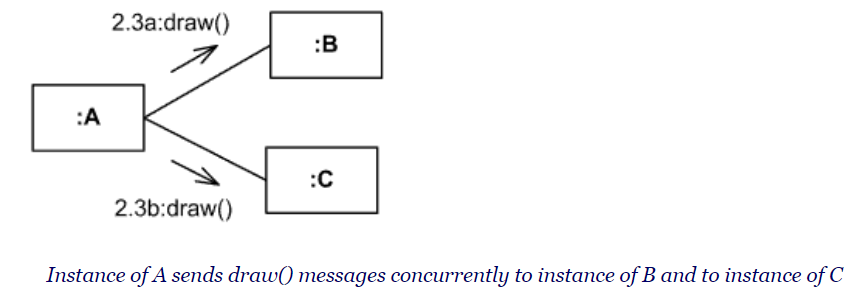 2.3a:draw()
:B
:A
:C
2.3b:draw()
Instance of A sends draw() messages concurrently to instance of B and to instance of C